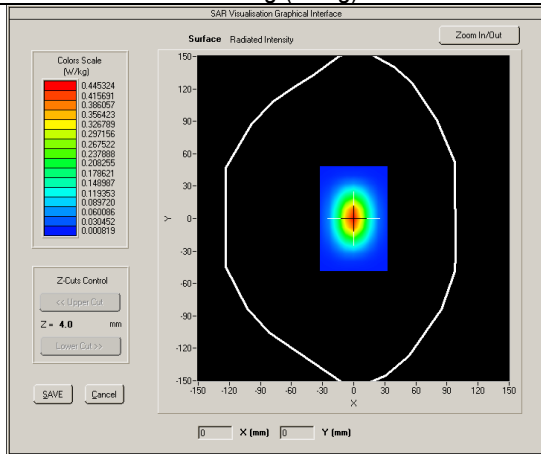 SAR Visualisation Graphical Interface
Surface Radiated Intensity
Zoom In/Out
Colors Scale
(W/kg)
0.445324
0.415691
0.386057
0.356423
0.326789
0.297156
0.267522
0.237888
0.208255
0.178621
0.148987
0.119353
0.089720
0.060086
0.030452
0.000819
Z-Cuts Control
<< Upper Cut
Z = 4.0 mm
Lower Cut >>
SAVE
Cancel
150
120
90
60
30
0
-30
-60
-90
-120
-150
Y
-150 -120 -90 -60 -30 0 30 60 90 120 150
X
0 X (mm) 0 Y (mm)